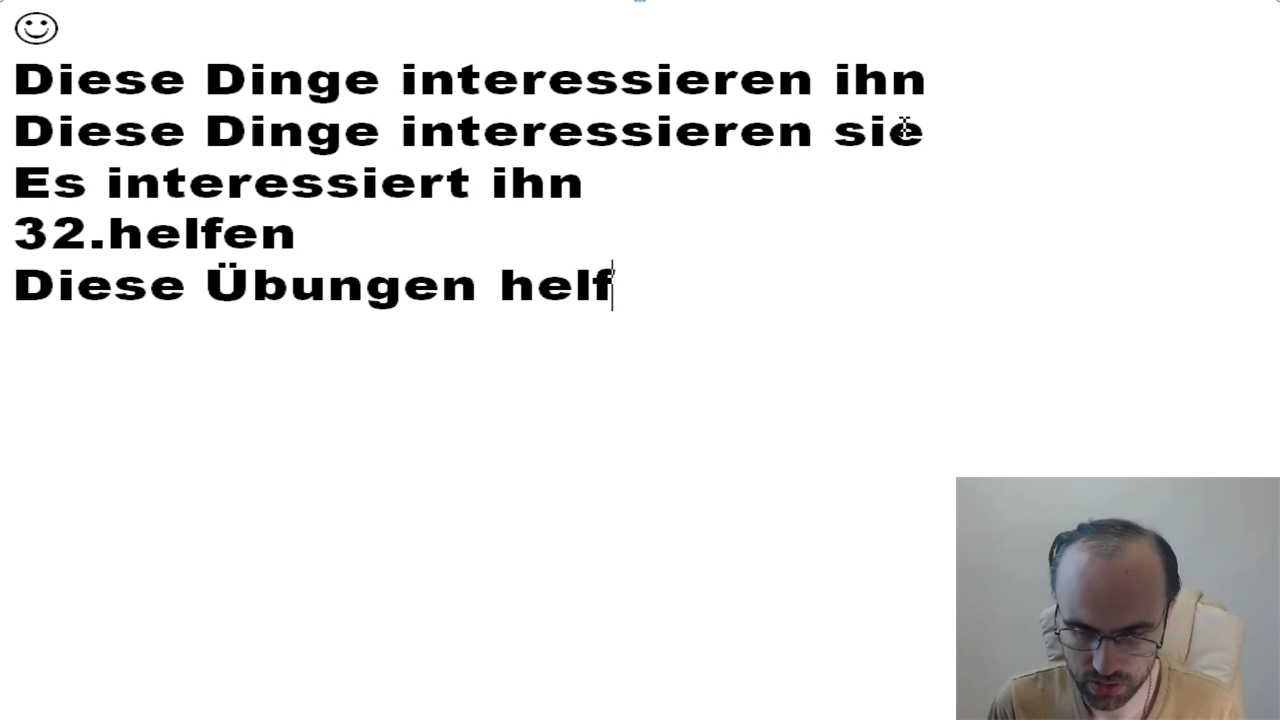 Diese Dinge interessieren ihn
Diese Dinge interessieren sie
Es interessiert ihn
32.helfen
Diese Übungen helf